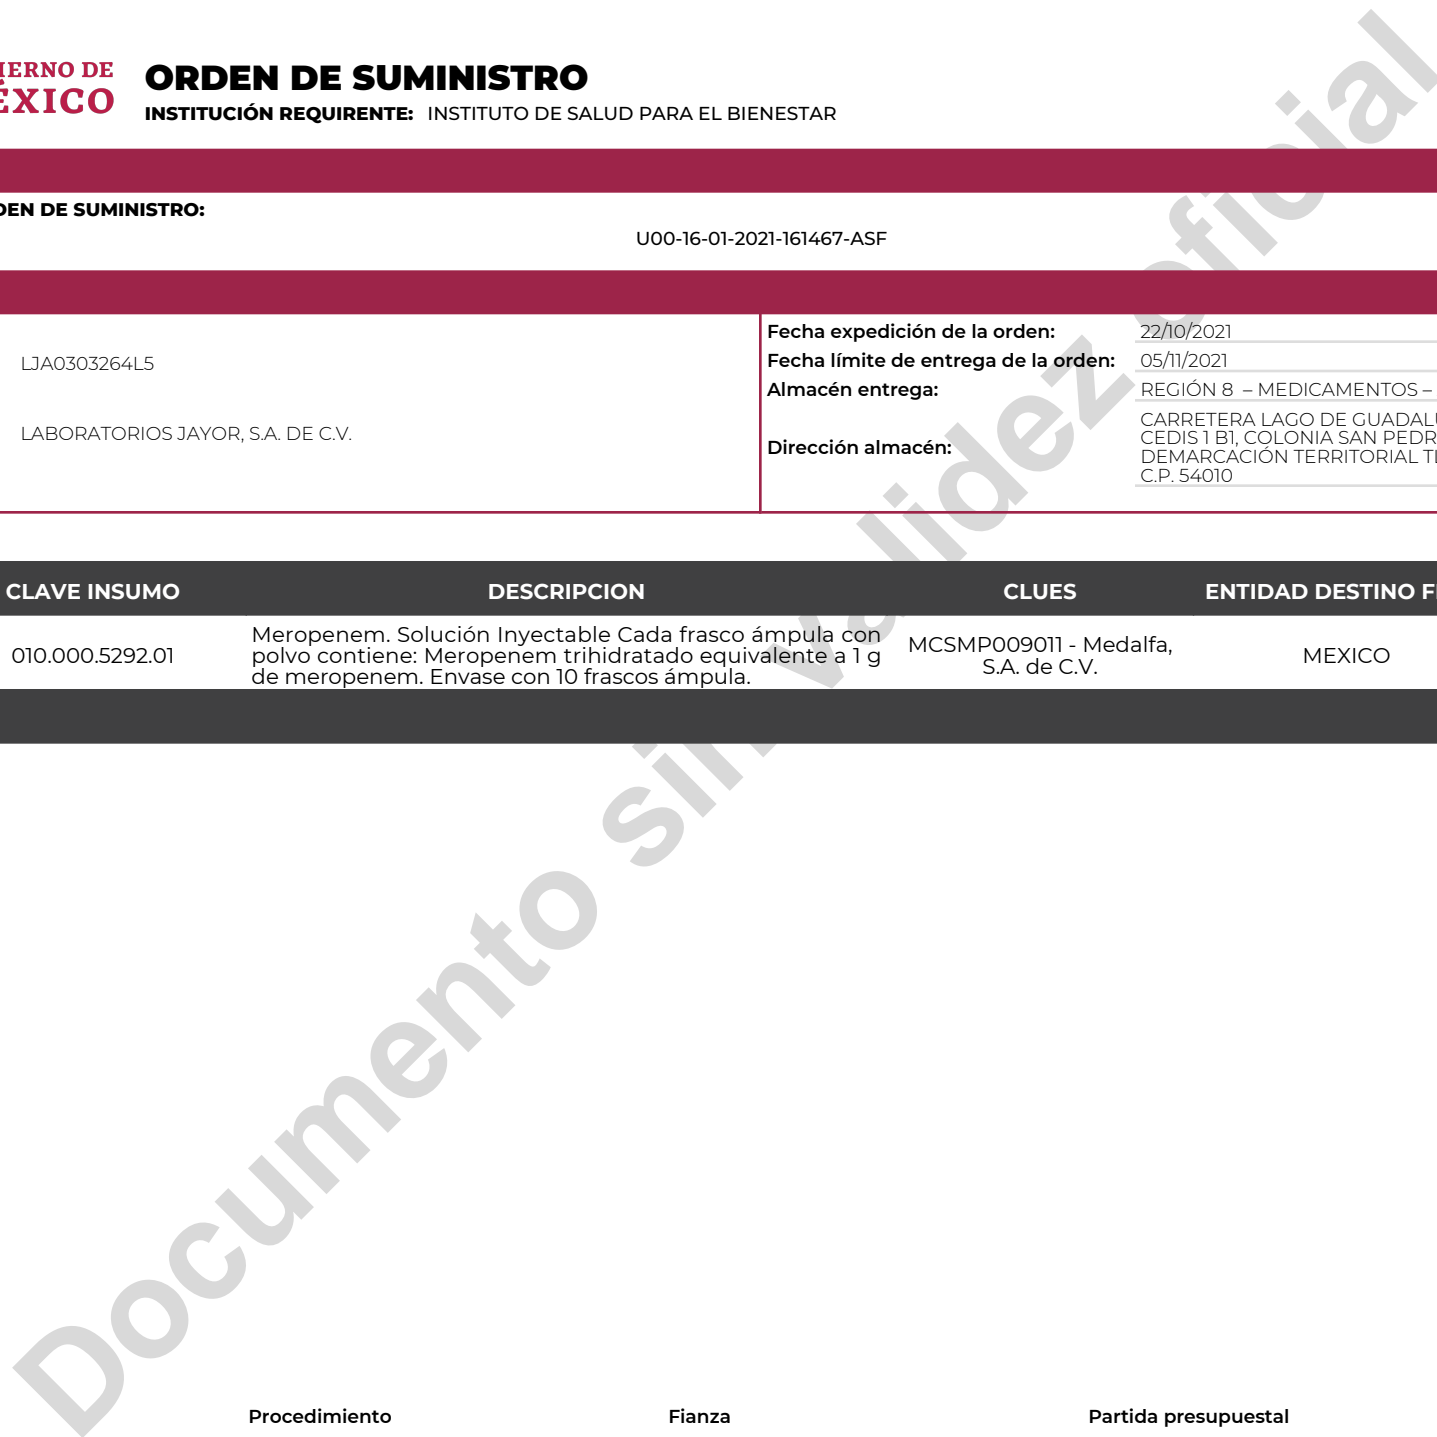 IERNO DE
ÉXICO
ORDEN DE SUMINISTRO
INSTITUCIÓN REQUIRENTE: INSTITUTO DE SALUD PARA EL BIENESTAR
DEN DE SUMINISTRO:
U00-16-01-2021-161467-ASF
LJA0303264L5
LABORATORIOS JAYOR, S.A. DE C.V.
Fecha expedición de la orden: 22/10/2021
Fecha límite de entrega de la orden: 05/11/2021
Almacén entrega: REGIÓN 8 – MEDICAMENTOS –
Dirección almacén:
CARRETERA LAGO DE GUADALU
CEDIS 1 B1, COLONIA SAN PEDR
DEMARCACIÓN TERRITORIAL TL
C.P. 54010
CLAVE INSUMO DESCRIPCION CLUES ENTIDAD DESTINO F
010.000.5292.01
Meropenem. Solución Inyectable Cada frasco ámpula con
polvo contiene: Meropenem trihidratado equivalente a 1 g
de meropenem. Envase con 10 frascos ámpula.
MCSMP009011 - Medalfa,
S.A. de C.V.
MEXICO
Documento sin validez oficial
Procedimiento Fianza Partida presupuestal